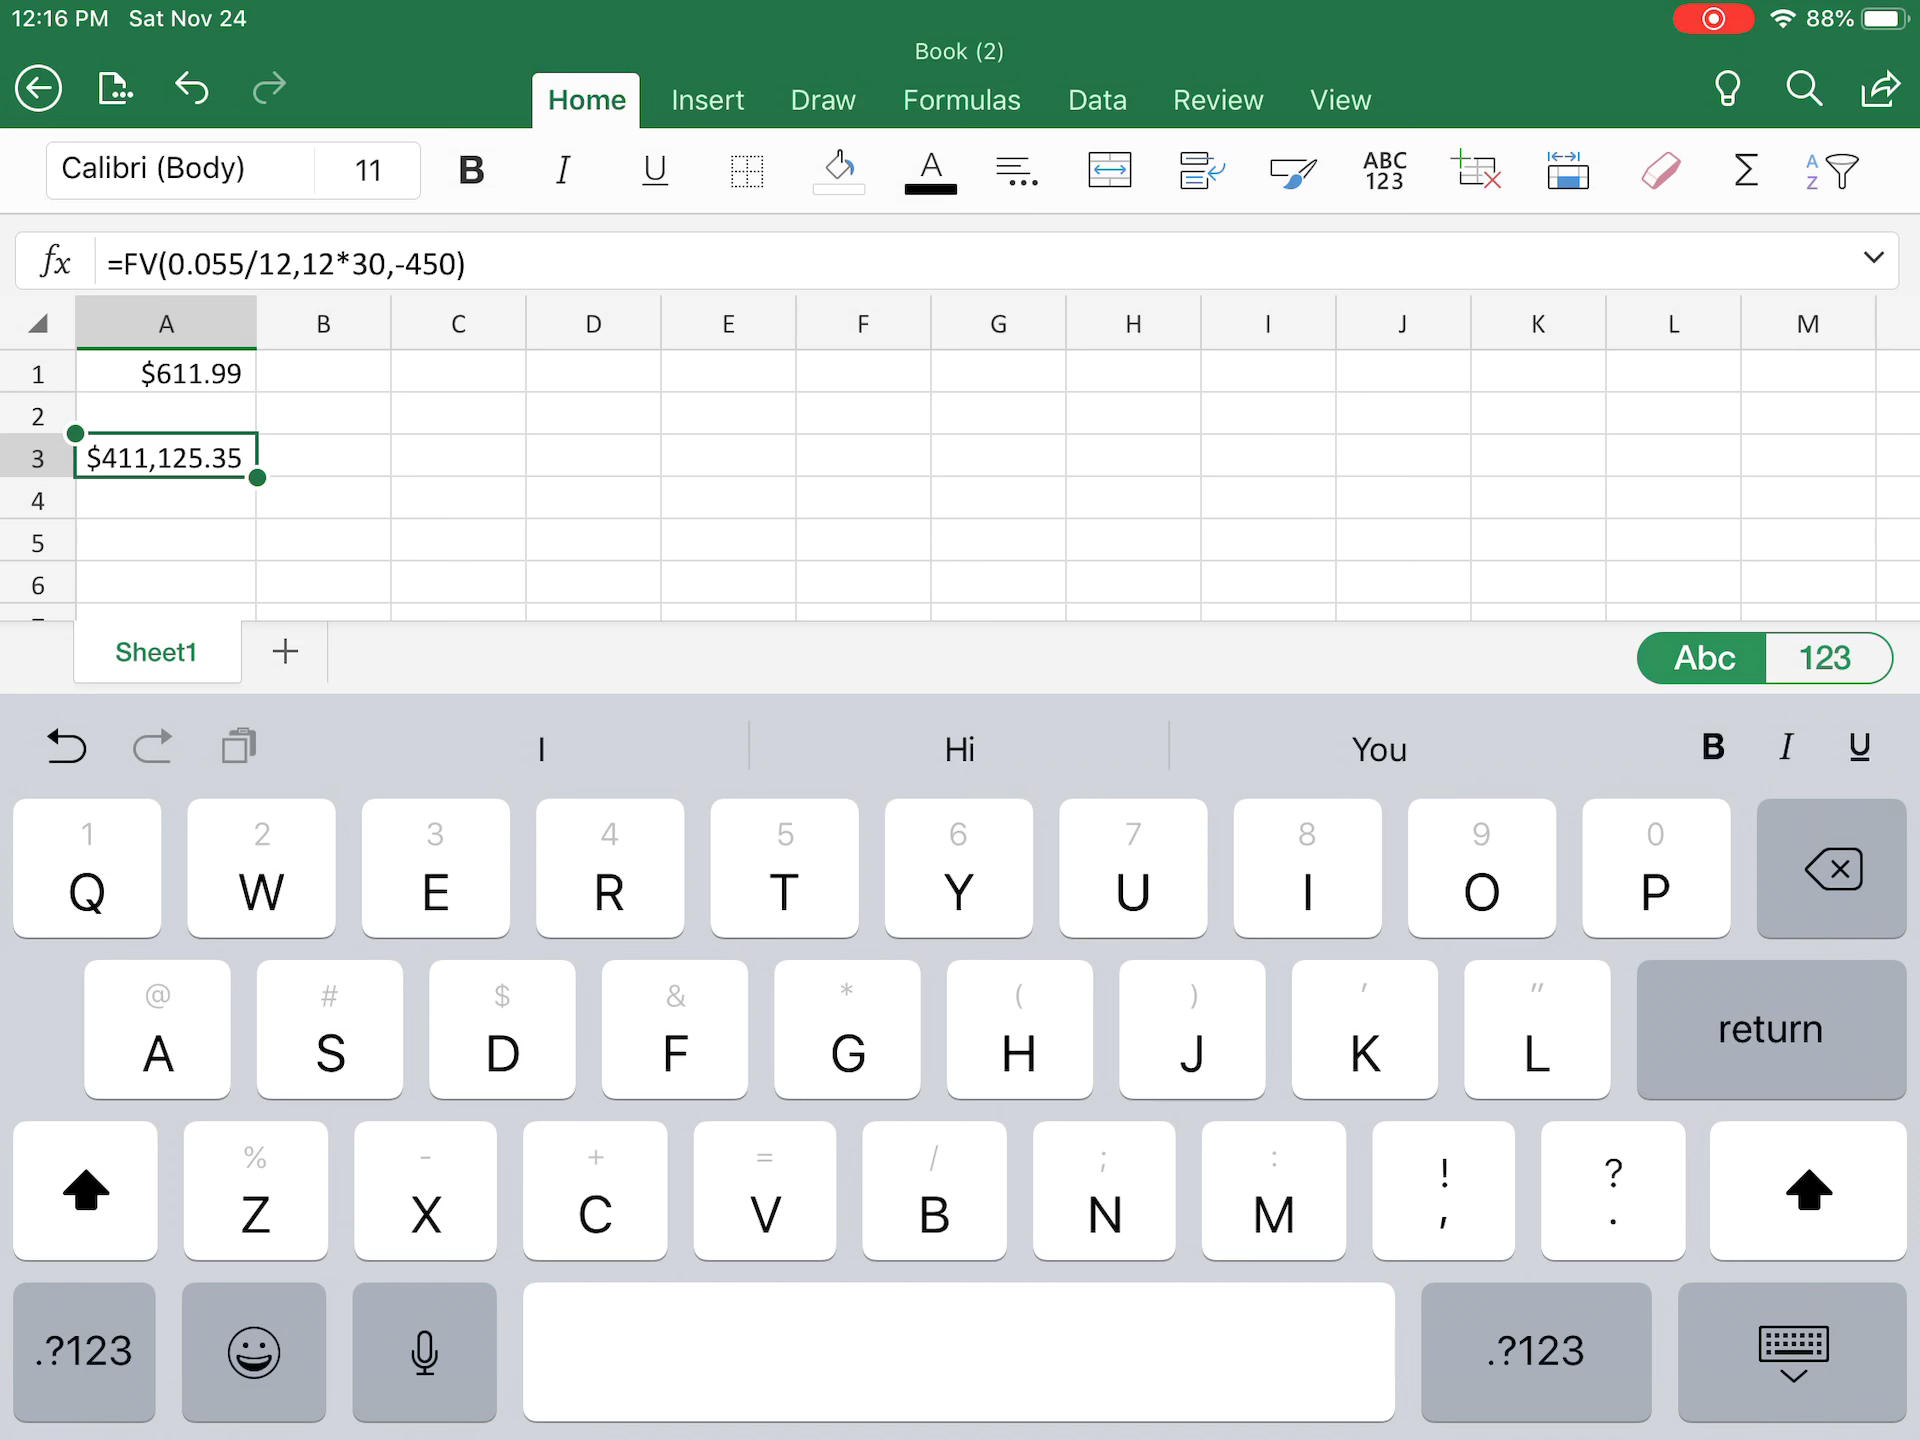 12:16 PM Sat Nov 24 88%
Book (2)
Home Insert Draw Formulas Data Review View
Calibri (Body) 11 B I U A ABC 123 Σ A Z
fx =FV(0.055/12,12*30,-450)
A B C D E F G H I J K L M
1 $611.99
2
3 $411,125.35
4
5
6
Sheet1 + Abc 123
I Hi You B I U
1 2 3 4 5 6 7 8 9 0
Q W E R T Y U I O P
@ # $ & * ( ) ' "
A S D F G H J K L return
% - + = / ; : ! ?
Z X C V B N M , .
.?123 .?123